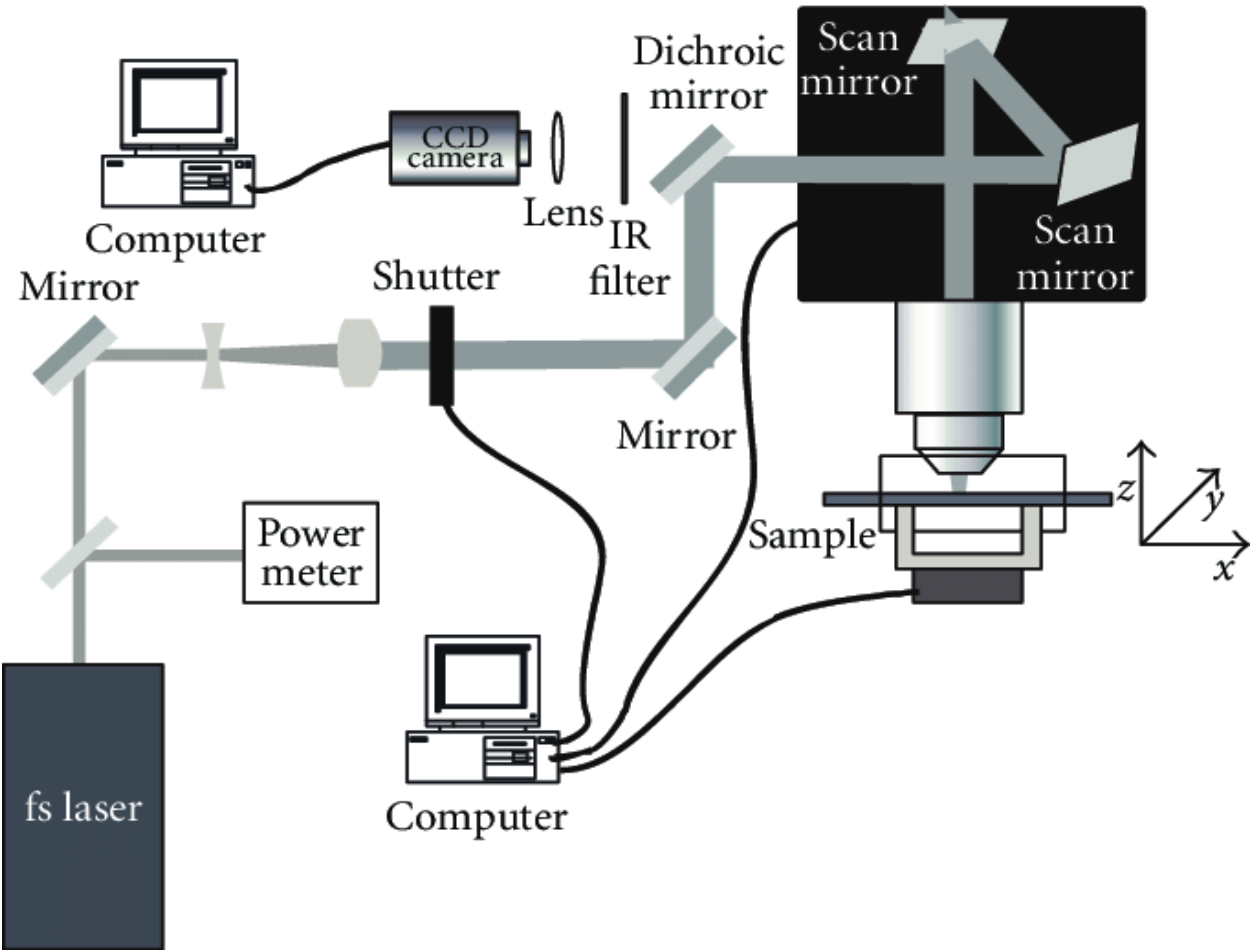 Scan
mirror
Dichroic
mirror
CCD
camera
Lens
IR
filter
Computer
Scan
mirror
Mirror
Shutter
Mirror
z
y
x
Sample
Power
meter
fs laser
Computer